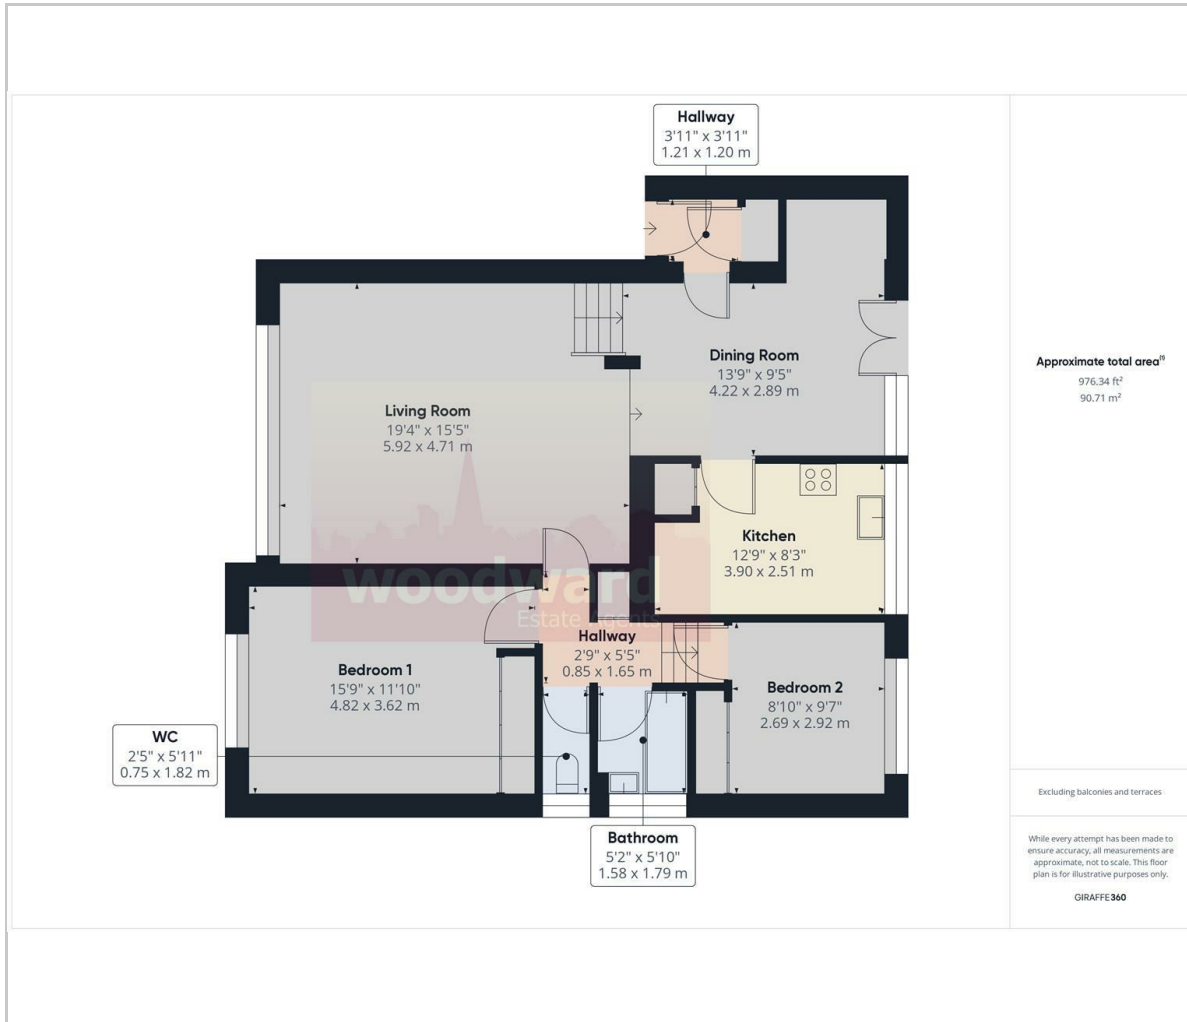 Hallway
3'11" x 3'11"
1.21 x 1.20 m
Dining Room
13'9" x 9'5"
4.22 x 2.89 m
Living Room
19'4" x 15'5"
5.92 x 4.71 m
Kitchen
12'9" x 8'3"
3.90 x 2.51 m
woodward
Estate Agents
Hallway
2'9" x 5'5"
0.85 x 1.65 m
Bedroom 1
15'9" x 11'10"
4.82 x 3.62 m
Bedroom 2
8'10" x 9'7"
2.69 x 2.92 m
WC
2'5" x 5'11"
0.75 x 1.82 m
Bathroom
5'2" x 5'10"
1.58 x 1.79 m
Approximate total area⁽¹⁾
976.34 ft²
90.71 m²
Excluding balconies and terraces
While every attempt has been made to
ensure accuracy, all measurements are
approximate, not to scale. This floor
plan is for illustrative purposes only.
GIRAFFE360